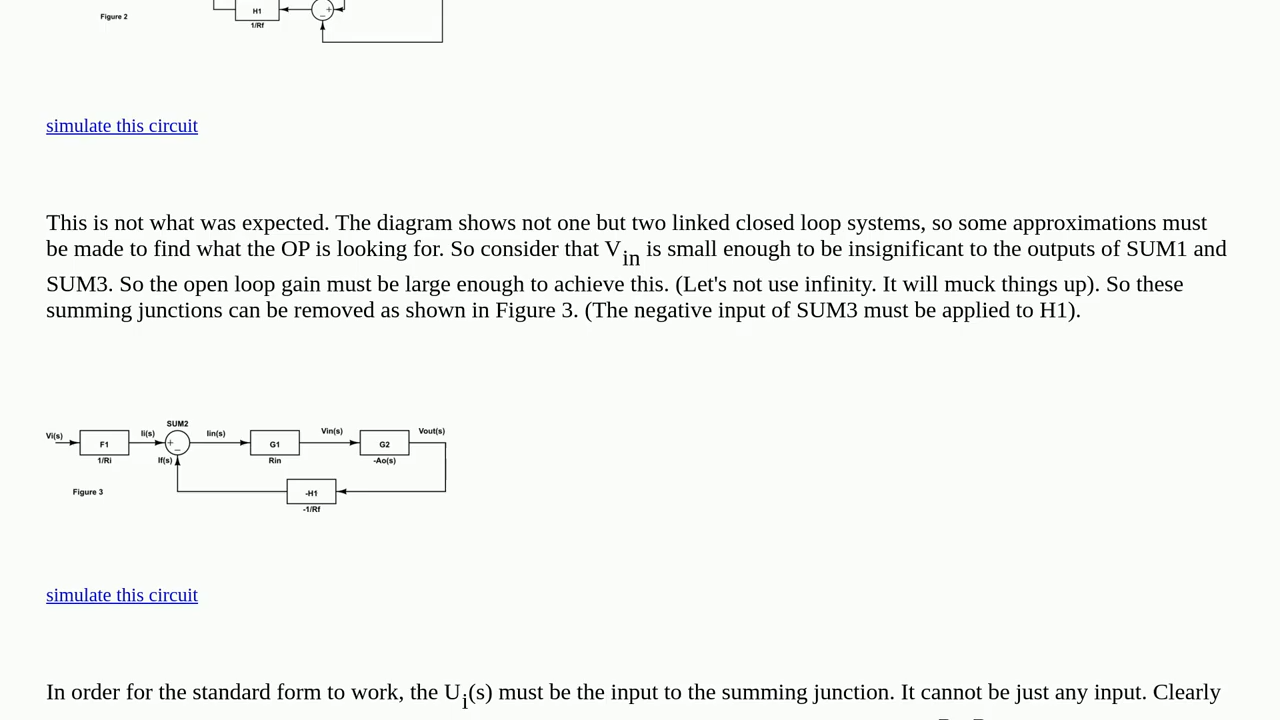 H1
+
−
Figure 2
1/Rf
simulate this circuit
This is not what was expected. The diagram shows not one but two linked closed loop systems, so some approximations must
be made to find what the OP is looking for. So consider that Vin is small enough to be insignificant to the outputs of SUM1 and
SUM3. So the open loop gain must be large enough to achieve this. (Let's not use infinity. It will muck things up). So these
summing junctions can be removed as shown in Figure 3. (The negative input of SUM3 must be applied to H1).
SUM2
Vi(s) Ii(s) Iin(s) Vin(s) Vout(s)
F1 + − G1 G2
1/Ri If(s) Rin -Ao(s)
Figure 3 -H1
-1/Rf
simulate this circuit
In order for the standard form to work, the Ui(s) must be the input to the summing junction. It cannot be just any input. Clearly